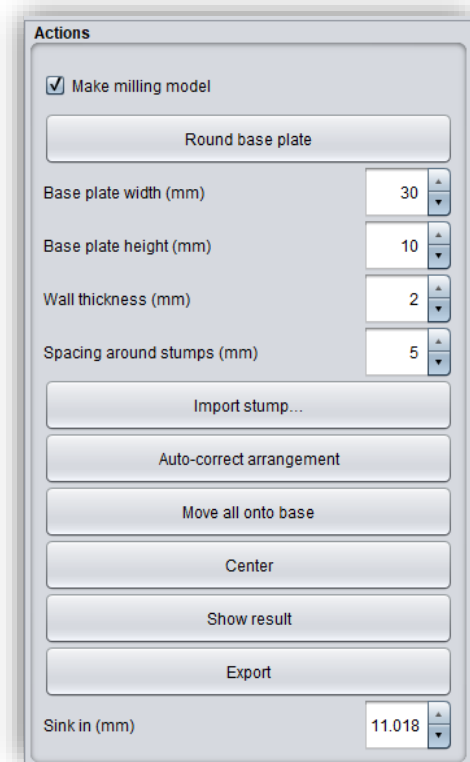 Actions
Make milling model
Round base plate
Base plate width (mm) 30
Base plate height (mm) 10
Wall thickness (mm) 2
Spacing around stumps (mm) 5
Import stump...
Auto-correct arrangement
Move all onto base
Center
Show result
Export
Sink in (mm) 11.018